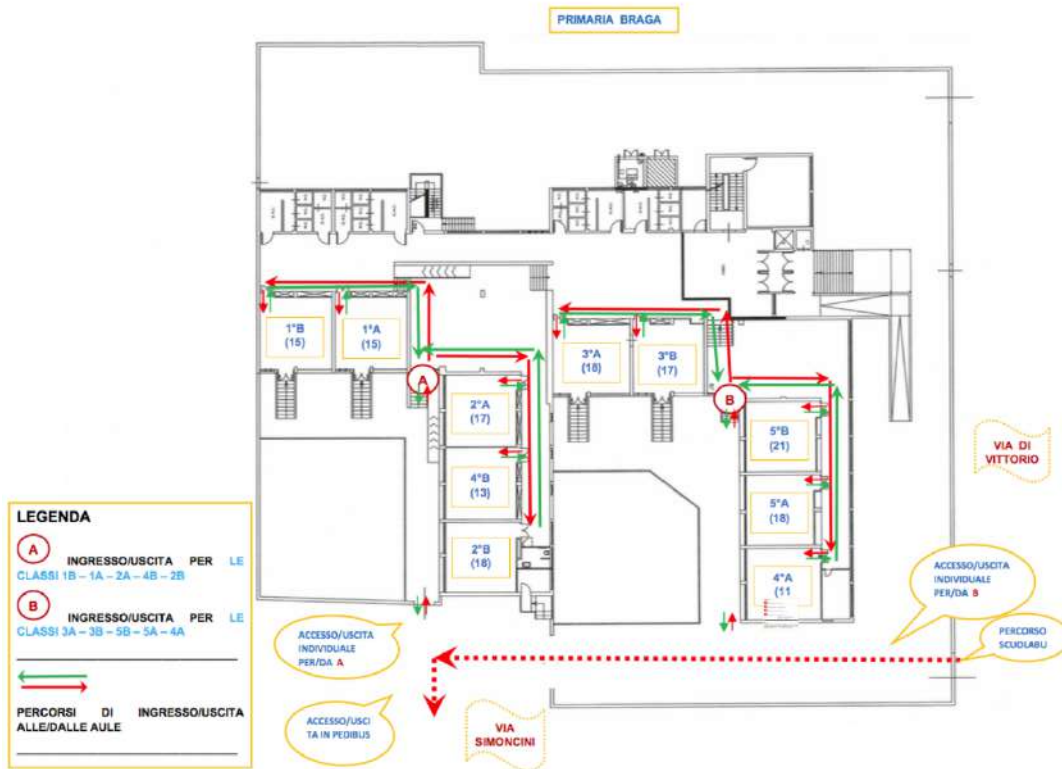 PRIMARIA BRAGA
1°B
(15)
1°A
(15)
3°A
(18)
3°B
(17)
A
B
2°A
(17)
4°B
(13)
2°B
(18)
5°B
(21)
5°A
(18)
4°A
(11
VIA DI
VITTORIO
ACCESSO/USCITA
INDIVIDUALE
PER/DA B
PERCORSO
SCUOLABU
ACCESSO/USCITA
INDIVIDUALE
PER/DA A
ACCESSO/USCI
TA IN PEDIBUS
VIA
SIMONCINI
LEGENDA
A
INGRESSO/USCITA PER LE
CLASSI 1B – 1A – 2A – 4B – 2B
B
INGRESSO/USCITA PER LE
CLASSI 3A – 3B – 5B – 5A – 4A
PERCORSI DI INGRESSO/USCITA
ALLE/DALLE AULE